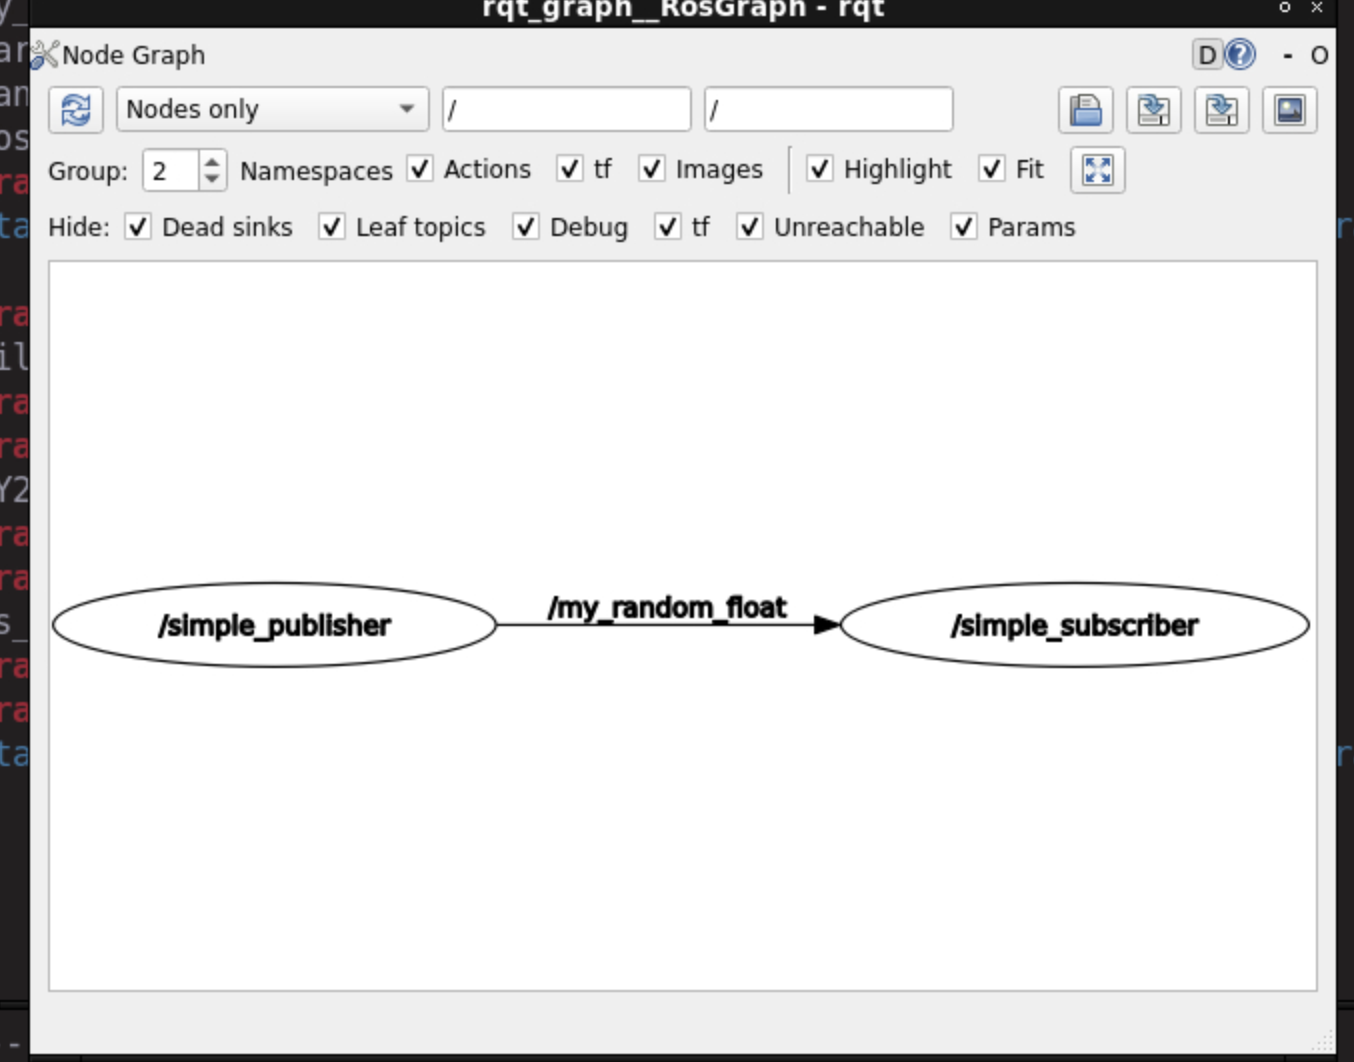 rqt_graph__RosGraph - rqt
Node Graph
D ? - O
Nodes only / /
Group: 2 Namespaces Actions tf Images Highlight Fit
Hide: Dead sinks Leaf topics Debug tf Unreachable Params
/simple_publisher /my_random_float /simple_subscriber